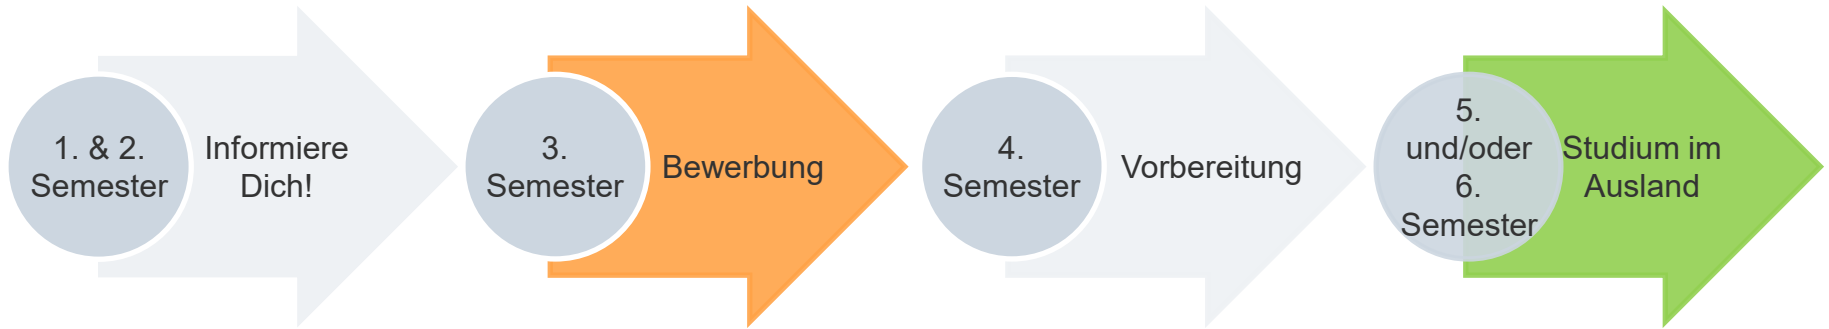 1. & 2.
Semester
Informiere
Dich!
3.
Semester
Bewerbung
4.
Semester
Vorbereitung
5.
und/oder
6.
Semester
Studium im
Ausland